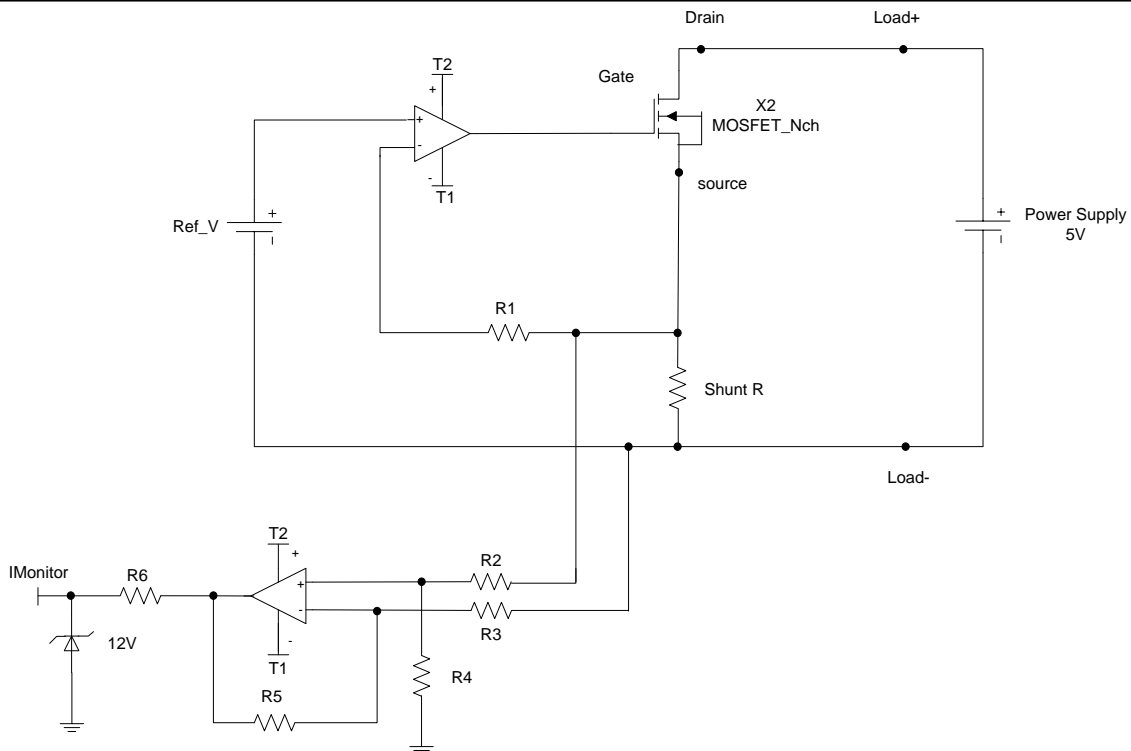 Drain
Load+
T2
Gate
+
X2
MOSFET_Nch
+
-
-
T1
source
Ref_V
+
-
+
-
Power Supply
5V
R1
Shunt R
Load-
T2
+
IMonitor
R6
R2
+
-
R3
12V
-
T1
R4
R5